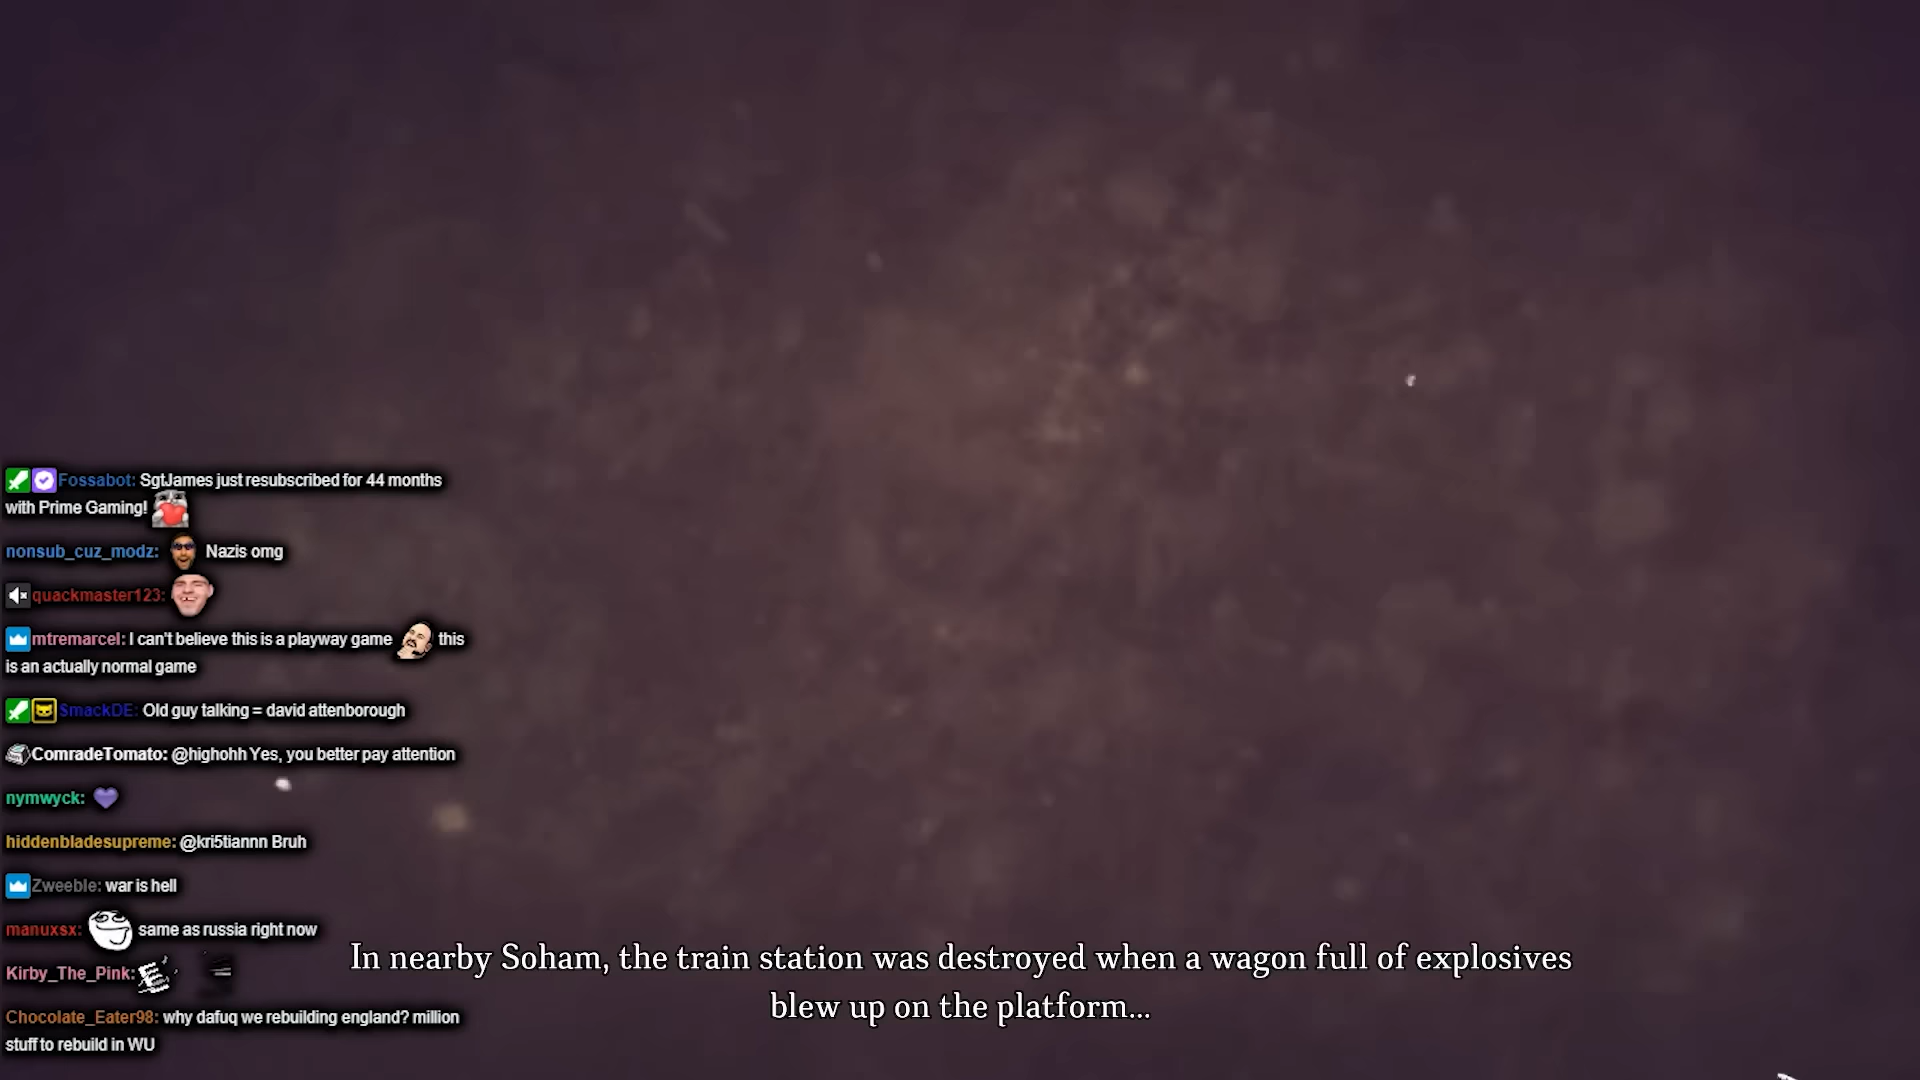 Fossabot: SgtJames just resubscribed for 44 months
with Prime Gaming!
nonsub_cuz_modz: Nazis omg
quackmaster123:
mtremarcel: I can't believe this is a playway game this
is an actually normal game
SmackDE: Old guy talking = david attenborough
ComradeTomato: @highohh Yes, you better pay attention
nymwyck:
hiddenbladesupreme: @kri5tiannn Bruh
Zweeble: war is hell
manuxsx: same as russia right now
Kirby_The_Pink:
Chocolate_Eater98: why dafuq we rebuilding england? million
stuff to rebuild in WU
In nearby Soham, the train station was destroyed when a wagon full of explosives
blew up on the platform...